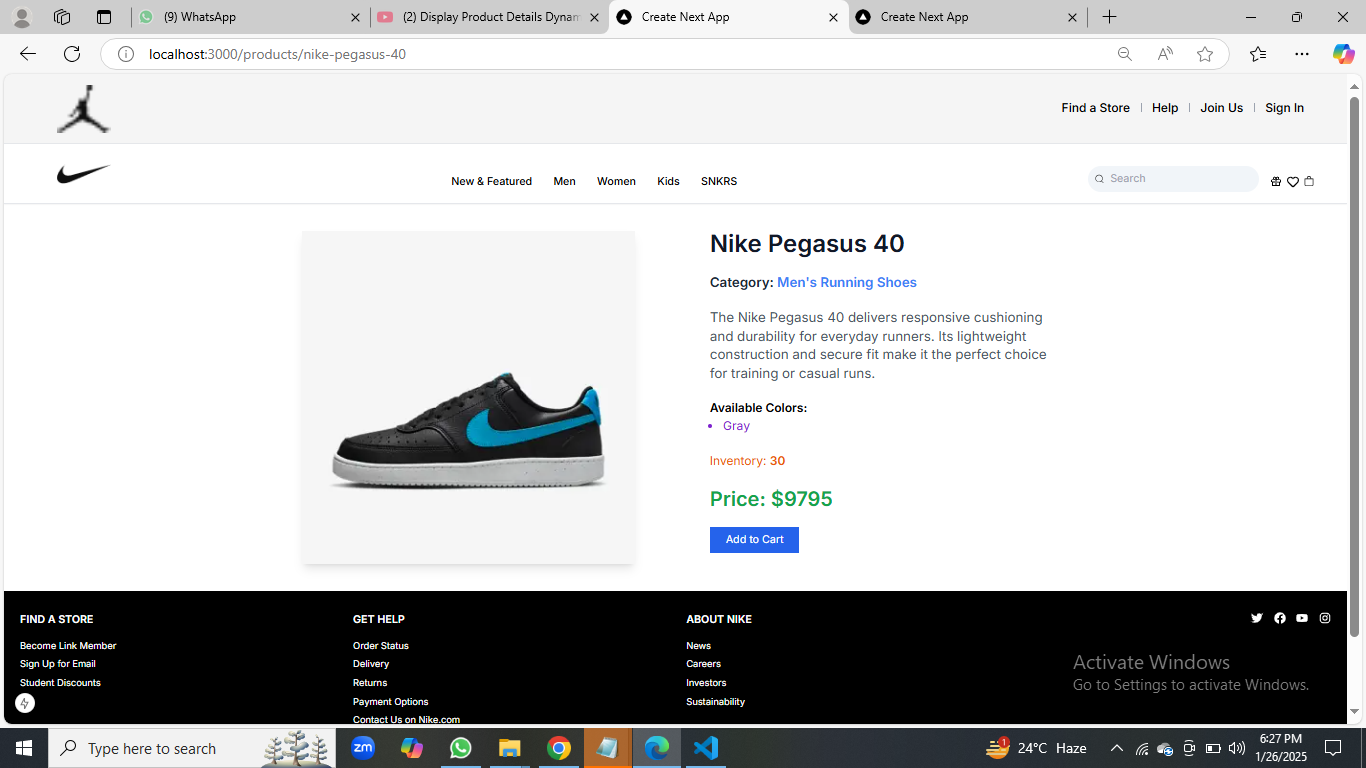 (9) WhatsApp
(2) Display Product Details Dynam
Create Next App
Create Next App
localhost:3000/products/nike-pegasus-40
Find a Store
Help
Join Us
Sign In
New & Featured
Men
Women
Kids
SNKRS
Search
Nike Pegasus 40
Category: Men's Running Shoes
The Nike Pegasus 40 delivers responsive cushioning
and durability for everyday runners. Its lightweight
construction and secure fit make it the perfect choice
for training or casual runs.
Available Colors:
Gray
Inventory: 30
Price: $9795
Add to Cart
FIND A STORE
Become Link Member
Sign Up for Email
Student Discounts
GET HELP
Order Status
Delivery
Returns
Payment Options
Contact Us on Nike.com
ABOUT NIKE
News
Careers
Investors
Sustainability
Activate Windows
Go to Settings to activate Windows.
Type here to search
zm
1
24°C Haze
6:27 PM
1/26/2025